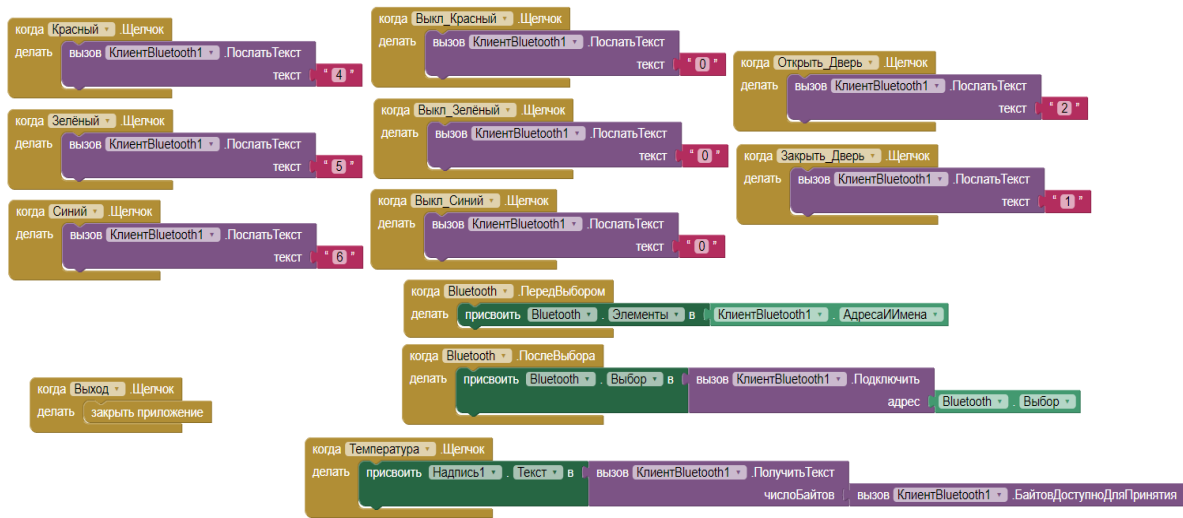 когда Красный .Щелчок
делать вызов КлиентBluetooth1 .ПослатьТекст
текст " 4 "
когда Зелёный .Щелчок
делать вызов КлиентBluetooth1 .ПослатьТекст
текст " 5 "
когда Синий .Щелчок
делать вызов КлиентBluetooth1 .ПослатьТекст
текст " 6 "
когда Выкл_Красный .Щелчок
делать вызов КлиентBluetooth1 .ПослатьТекст
текст " 0 "
когда Выкл_Зелёный .Щелчок
делать вызов КлиентBluetooth1 .ПослатьТекст
текст " 0 "
когда Выкл_Синий .Щелчок
делать вызов КлиентBluetooth1 .ПослатьТекст
текст " 0 "
когда Открыть_Дверь .Щелчок
делать вызов КлиентBluetooth1 .ПослатьТекст
текст " 2 "
когда Закрыть_Дверь .Щелчок
делать вызов КлиентBluetooth1 .ПослатьТекст
текст " 1 "
когда Bluetooth .ПередВыбором
делать присвоить Bluetooth . Элементы в КлиентBluetooth1 . АдресаИИмена
когда Bluetooth .ПослеВыбора
делать присвоить Bluetooth . Выбор в вызов КлиентBluetooth1 .Подключить
адрес Bluetooth . Выбор
когда Выход .Щелчок
делать закрыть приложение
когда Температура .Щелчок
делать присвоить Надпись1 . Текст в вызов КлиентBluetooth1 .ПолучитьТекст
числоБайтов вызов КлиентBluetooth1 .БайтовДоступноДляПринятия